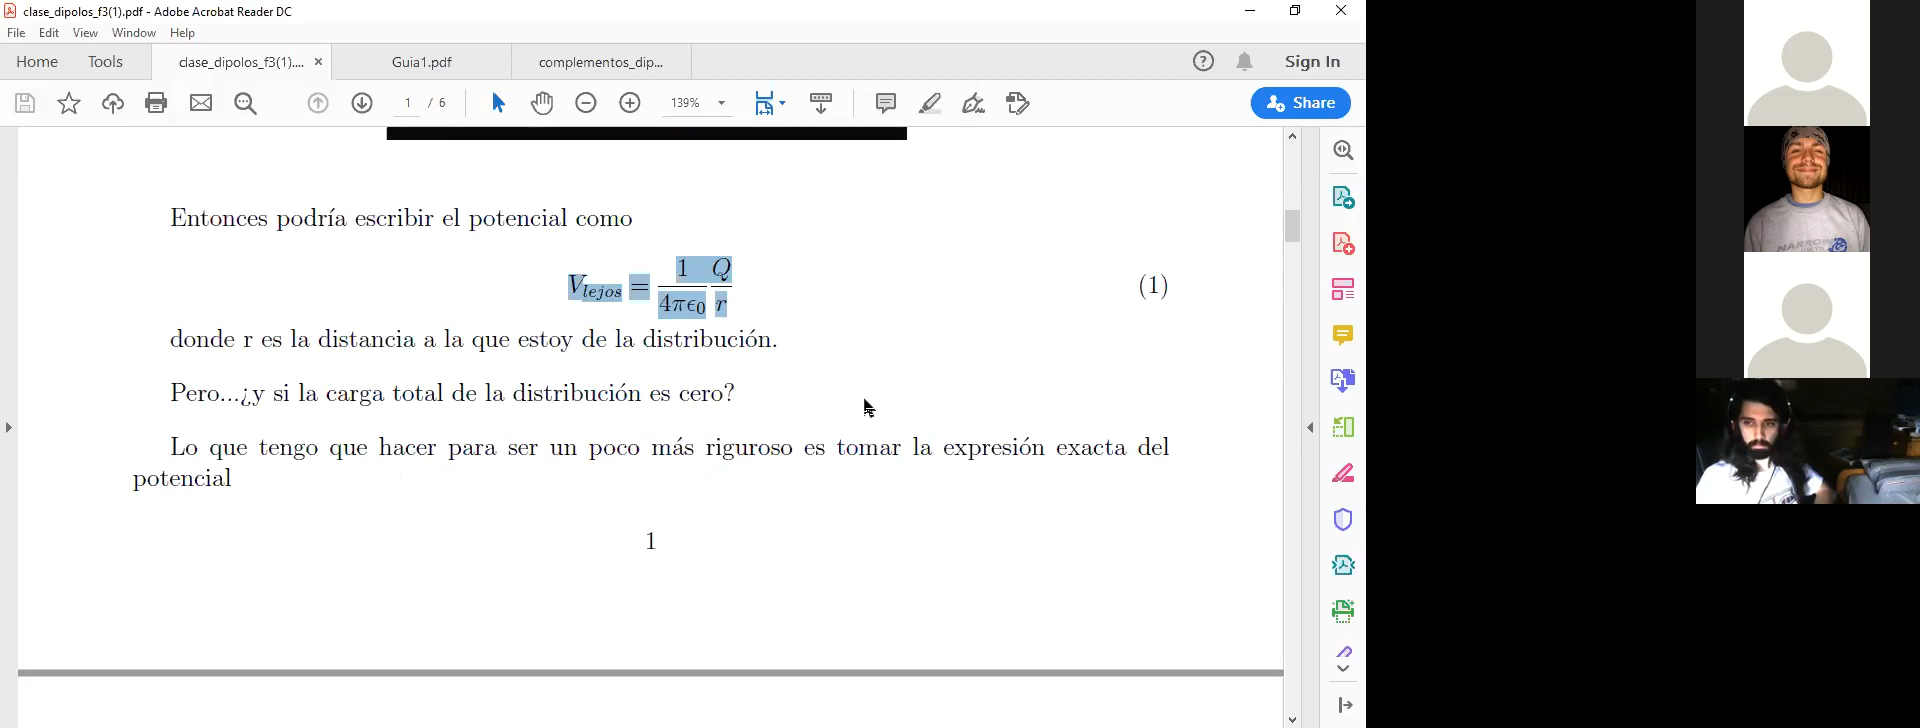 clase_dipolos_f3(1).pdf - Adobe Acrobat Reader DC
File Edit View Window Help
Home Tools clase_dipolos_f3(1).... × Guia1.pdf complementos_dip... Sign In
1 / 6 139% Share
Entonces podría escribir el potencial como
V_lejos = 1/4πϵ0 Q/r (1)
donde r es la distancia a la que estoy de la distribución.
Pero...¿y si la carga total de la distribución es cero?
Lo que tengo que hacer para ser un poco más riguroso es tomar la expresión exacta del
potencial
1